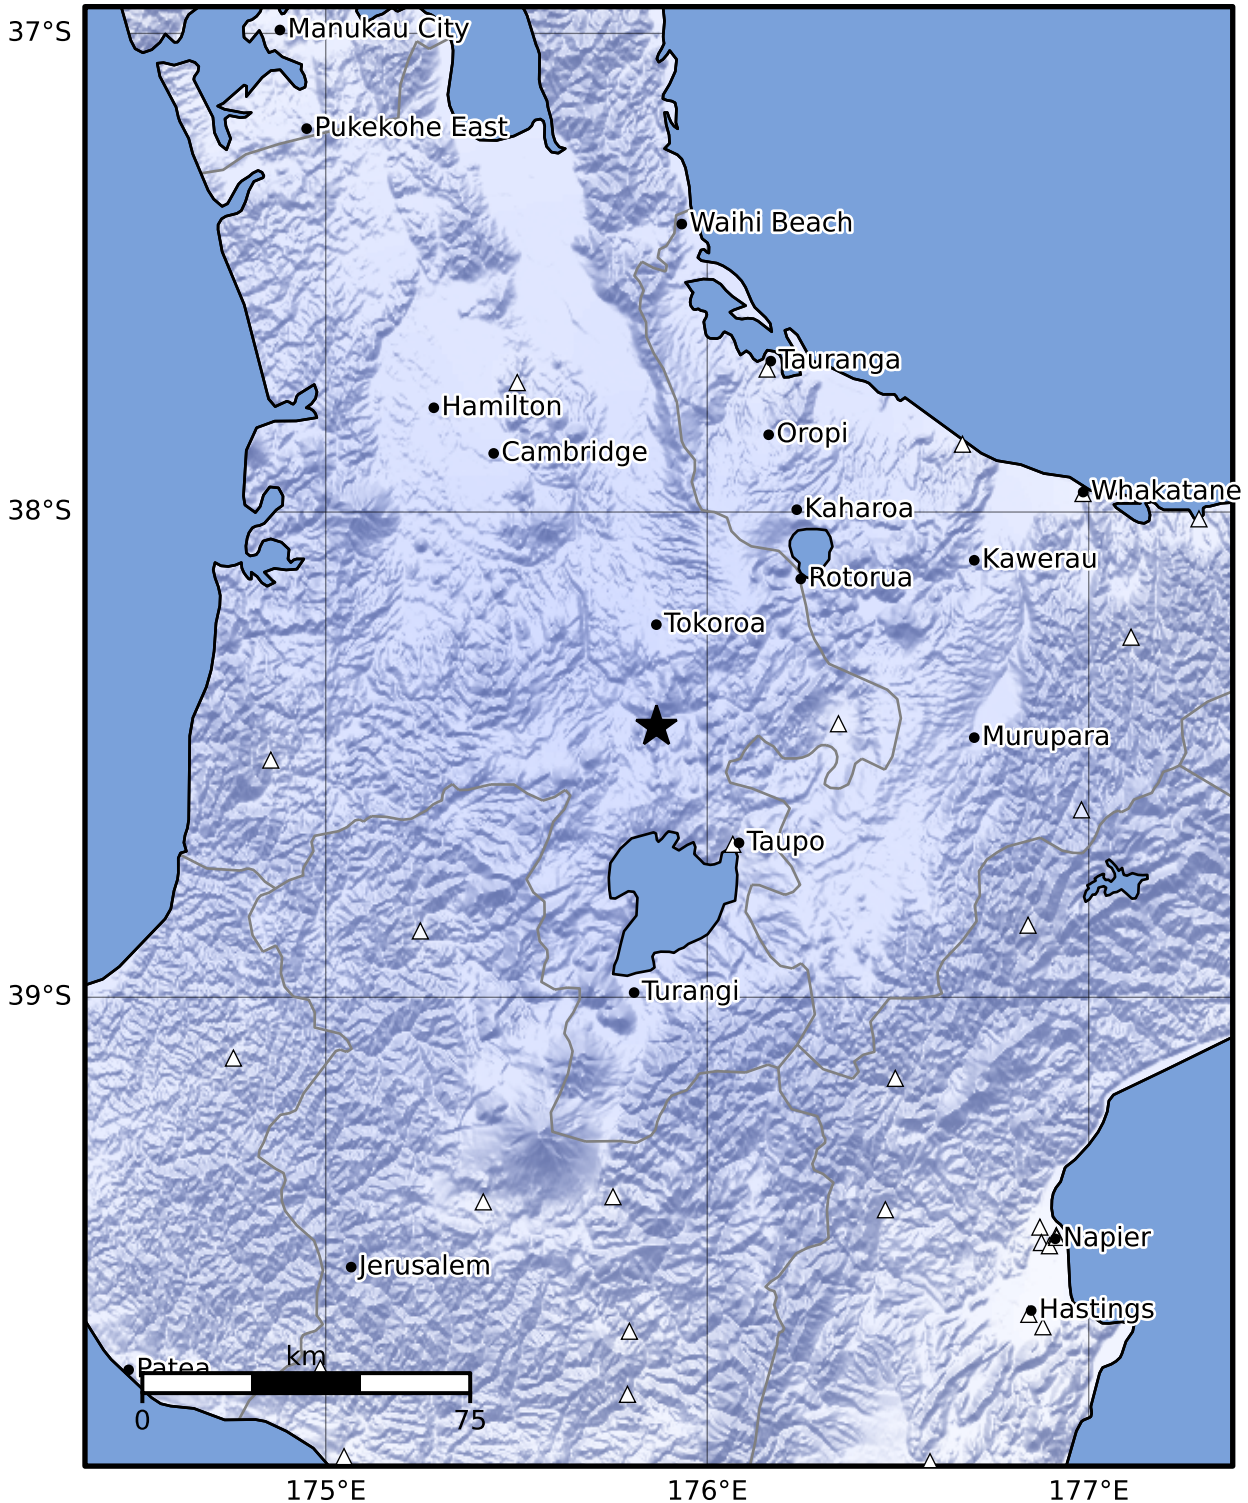 37°S
Manukau City
Pukekohe East
Waihi Beach
Tauranga
Hamilton
Oropi
Cambridge
Whakatane
38°S
Kaharoa
Kawerau
Rotorua
Tokoroa
Murupara
Taupo
39°S
Turangi
Napier
Jerusalem
Hastings
km
Patea
0 75
175°E 176°E 177°E